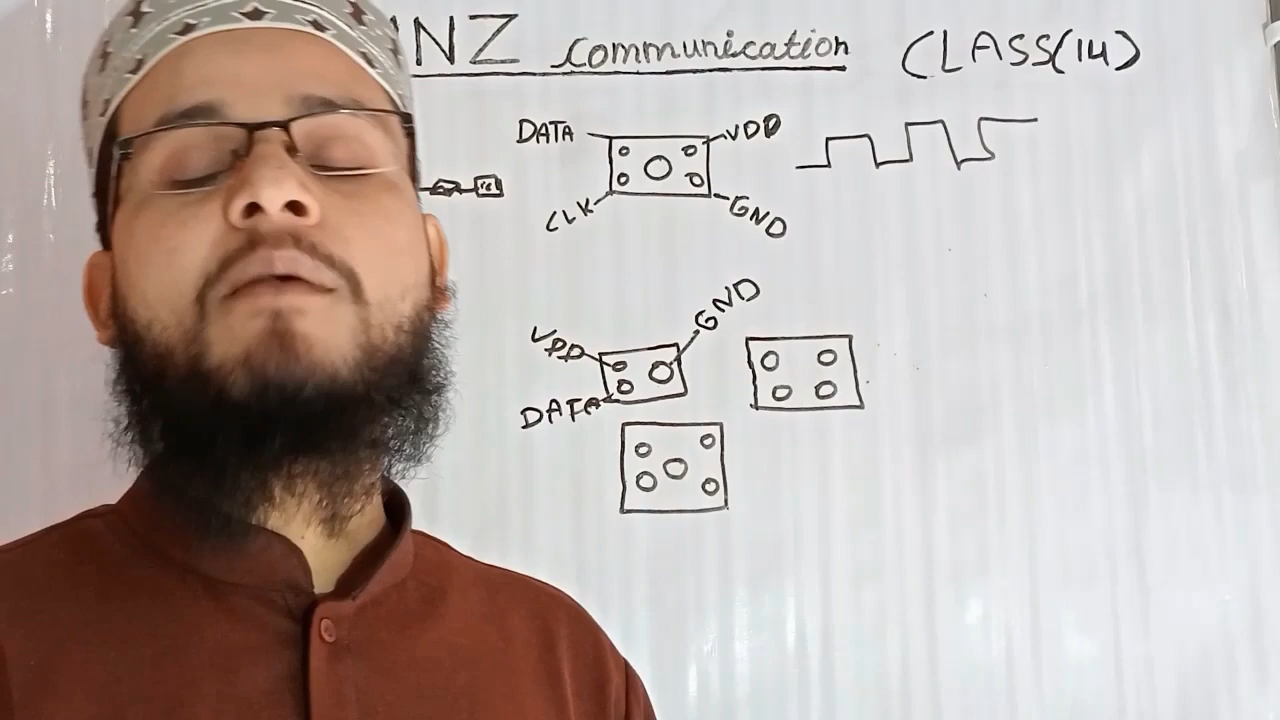 NZ communication CLASS(14)
DATA VDD
CLK GND
GND
VDD
DATA